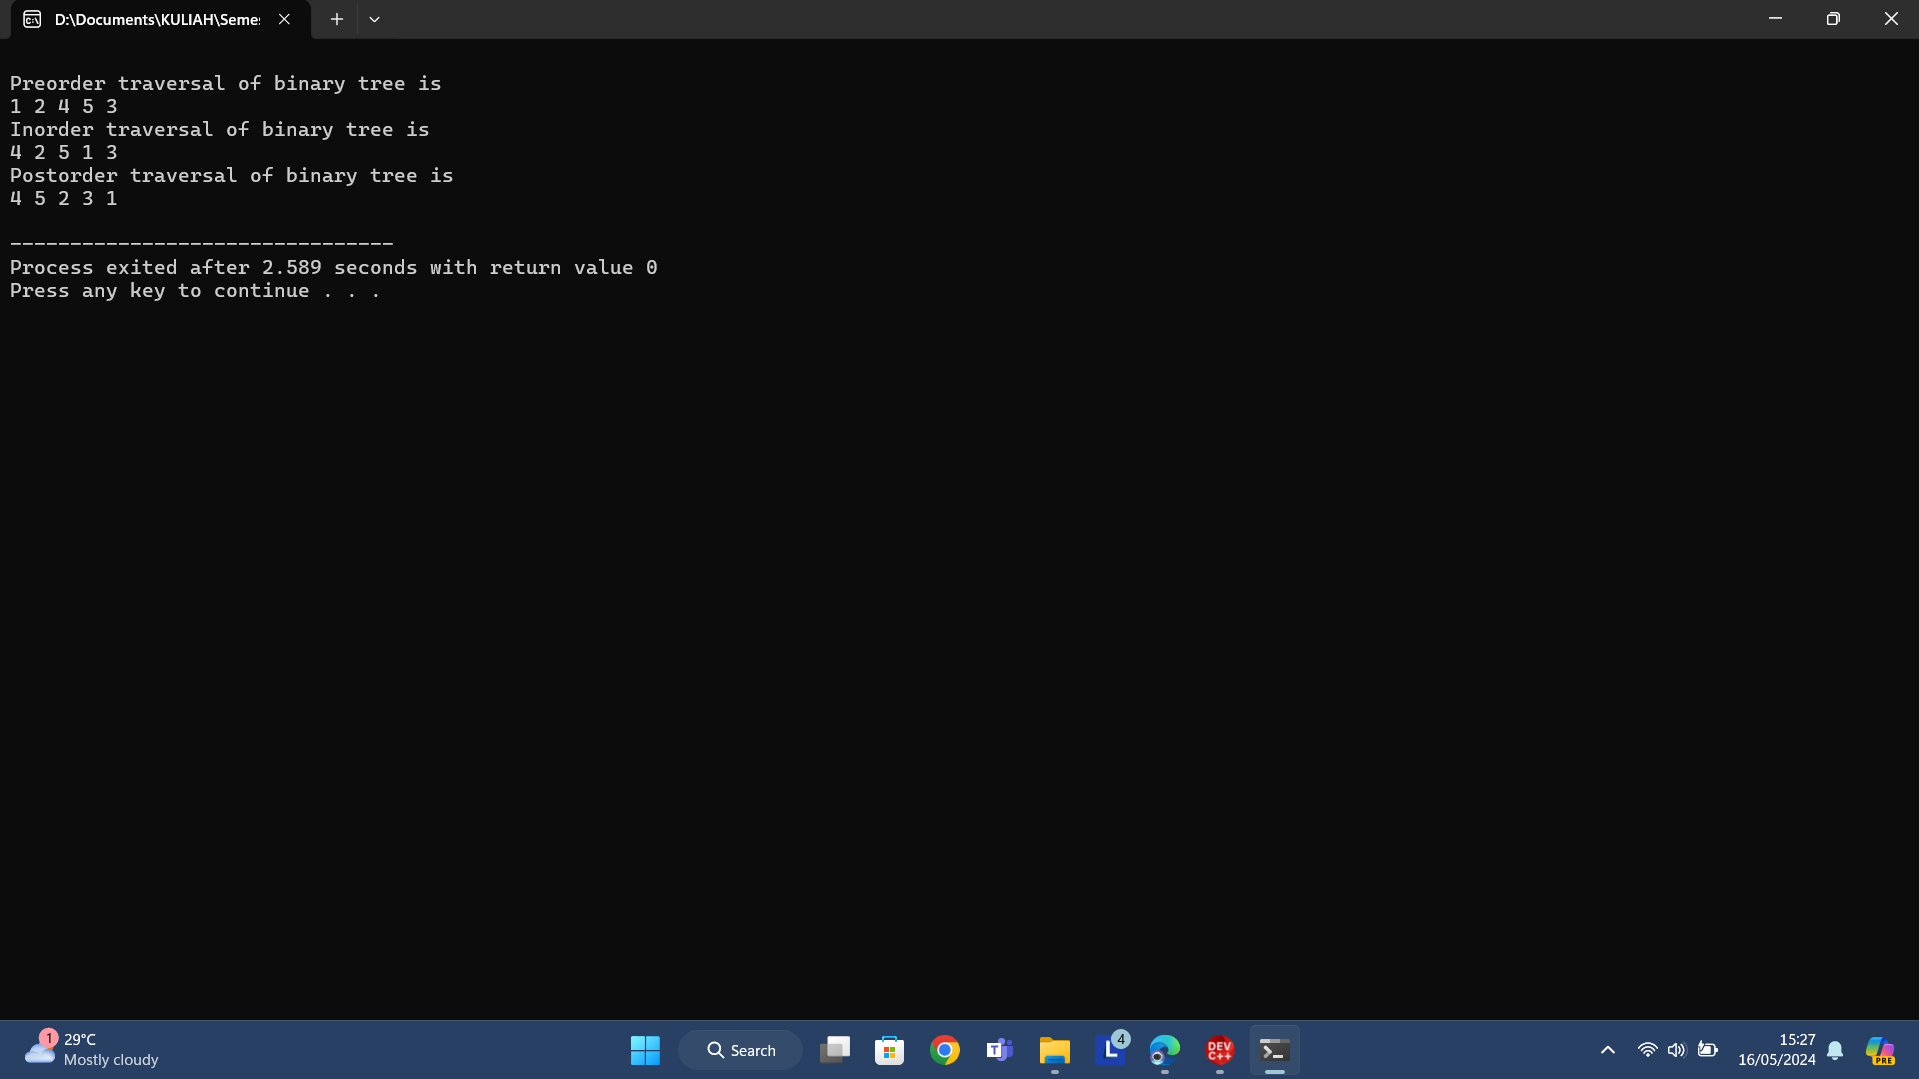 D:\Documents\KULIAH\Seme
Preorder traversal of binary tree is
1 2 4 5 3
Inorder traversal of binary tree is
4 2 5 1 3
Postorder traversal of binary tree is
4 5 2 3 1
--------------------------------
Process exited after 2.589 seconds with return value 0
Press any key to continue . . .
1
29°C
Mostly cloudy
Search
T
L
4
DEV
C++
15:27
16/05/2024
PRE